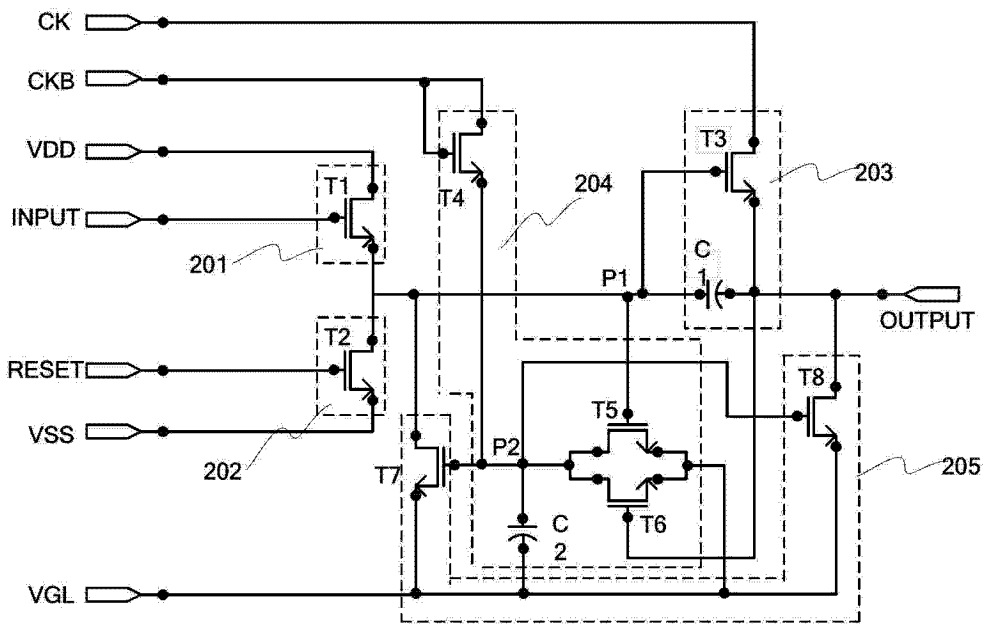 CK
CKB
VDD
INPUT
RESET
VSS
VGL
T1
201
T2
202
T4
204
T3
203
P1
C
1
OUTPUT
T8
205
T5
P2
T7
T6
C
2